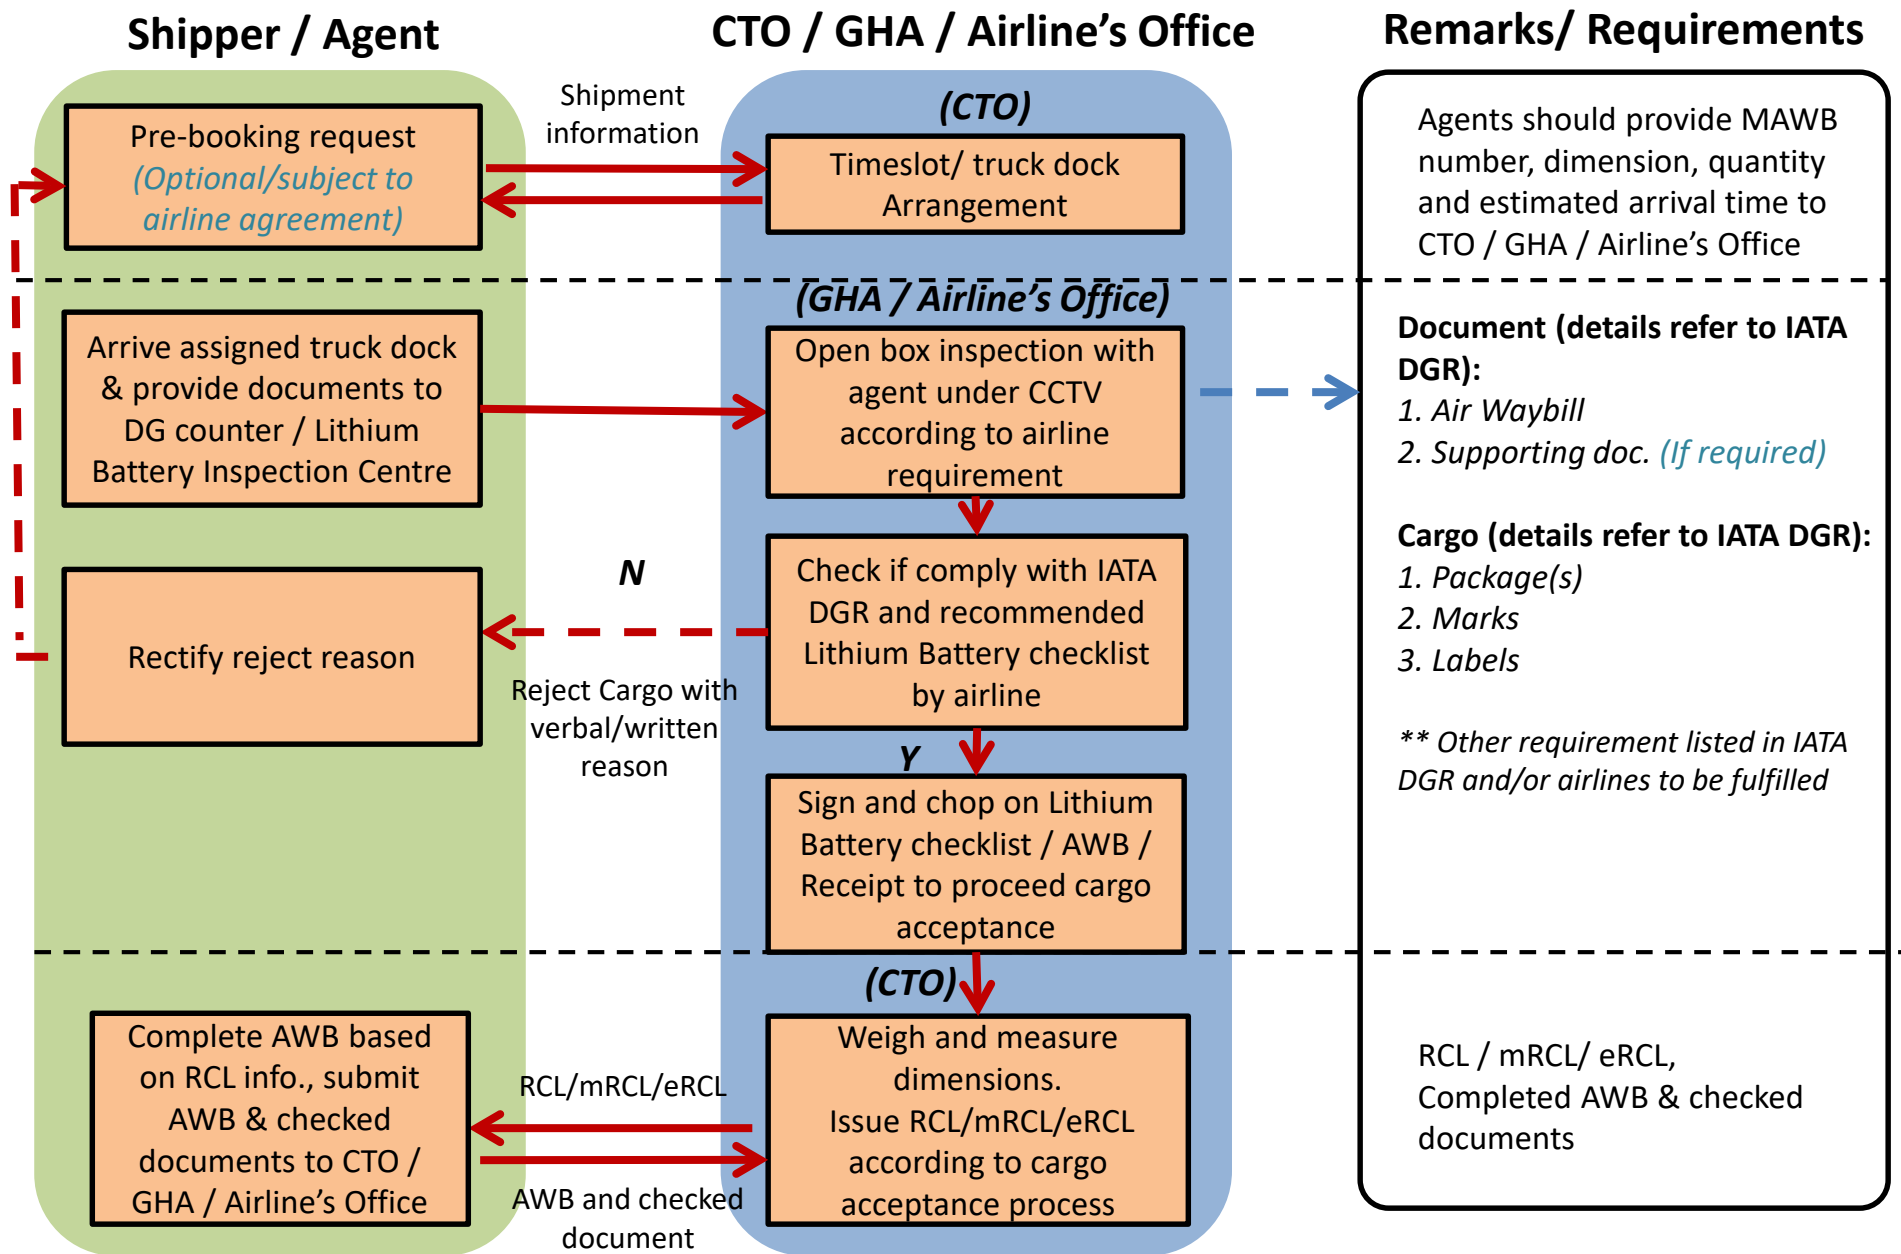 Shipper / Agent
CTO / GHA / Airline's Office
Remarks/ Requirements
Pre-booking request
(Optional/subject to
airline agreement)
Shipment
information
(CTO)
Timeslot/ truck dock
Arrangement
Agents should provide MAWB
number, dimension, quantity
and estimated arrival time to
CTO / GHA / Airline's Office
Arrive assigned truck dock
& provide documents to
DG counter / Lithium
Battery Inspection Centre
(GHA / Airline's Office)
Open box inspection with
agent under CCTV
according to airline
requirement
Document (details refer to IATA
DGR):
1. Air Waybill
2. Supporting doc. (If required)
Cargo (details refer to IATA DGR):
1. Package(s)
2. Marks
3. Labels
** Other requirement listed in IATA
DGR and/or airlines to be fulfilled
Rectify reject reason
N
Reject Cargo with
verbal/written
reason
Check if comply with IATA
DGR and recommended
Lithium Battery checklist
by airline
Y
Sign and chop on Lithium
Battery checklist / AWB /
Receipt to proceed cargo
acceptance
(CTO)
Complete AWB based
on RCL info., submit
AWB & checked
documents to CTO /
GHA / Airline's Office
RCL/mRCL/eRCL
AWB and checked
document
Weigh and measure
dimensions.
Issue RCL/mRCL/eRCL
according to cargo
acceptance process
RCL / mRCL/ eRCL,
Completed AWB & checked
documents